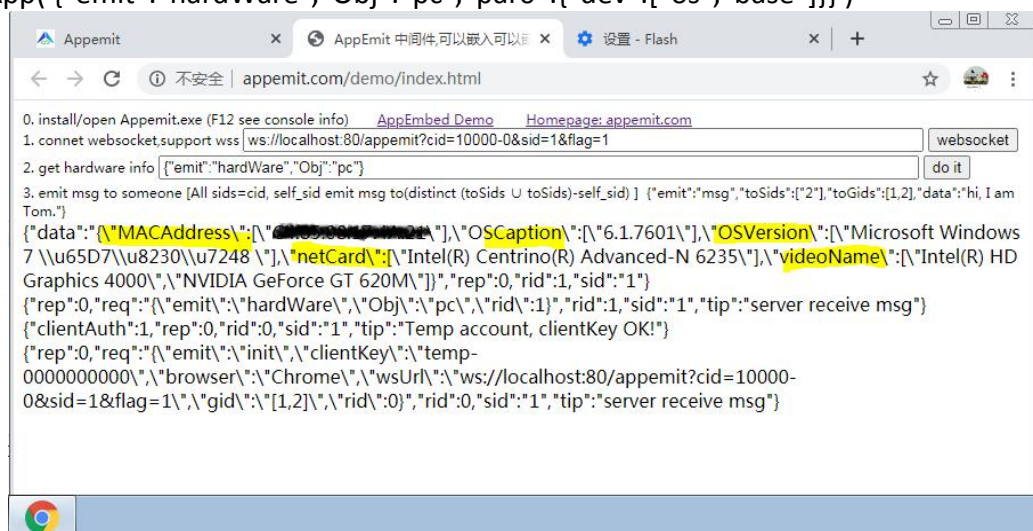 App( {"emit":"hardWare","Obj":"pc","paro":{"dev":["os","base"]}} )
Appemit
AppEmit 中间件,可以嵌入可以
设置 - Flash
不安全 | appemit.com/demo/index.html
0. install/open Appemit.exe (F12 see console info) AppEmbed Demo Homepage: appemit.com
1. connet websocket,support wss ws://localhost:80/appemit?cid=10000-0&sid=1&flag=1 websocket
2. get hardware info {"emit":"hardWare","Obj":"pc"} do it
3. emit msg to someone [All sids=cid, self_sid emit msg to(distinct (toSids ∪ toSids)-self_sid) ] {"emit":"msg","toSids":["2"],"toGids":[1,2],"data":"hi, I am
Tom."}
{"data":"{\"MACAddress\":[\" \"],\"OSCaption\":[\"6.1.7601\"],\"OSVersion\":[\"Microsoft Windows
7 \\u65D7\\u8230\\u7248 \"],\"netCard\":[\"Intel(R) Centrino(R) Advanced-N 6235\"],\"videoName\":[\"Intel(R) HD
Graphics 4000\",\"NVIDIA GeForce GT 620M\"]}","rep":0,"rid":1,"sid":"1"}
{"rep":0,"req":"{\"emit\":\"hardWare\",\"Obj\":\"pc\",\"rid\":1}","rid":1,"sid":"1","tip":"server receive msg"}
{"clientAuth":1,"rep":0,"rid":0,"sid":"1","tip":"Temp account, clientKey OK!"}
{"rep":0,"req":"{\"emit\":\"init\",\"clientKey\":\"temp-
0000000000\",\"browser\":\"Chrome\",\"wsUrl\":\"ws://localhost:80/appemit?cid=10000-
0&sid=1&flag=1\",\"gid\":\"[1,2]\",\"rid\":0}","rid":0,"sid":"1","tip":"server receive msg"}